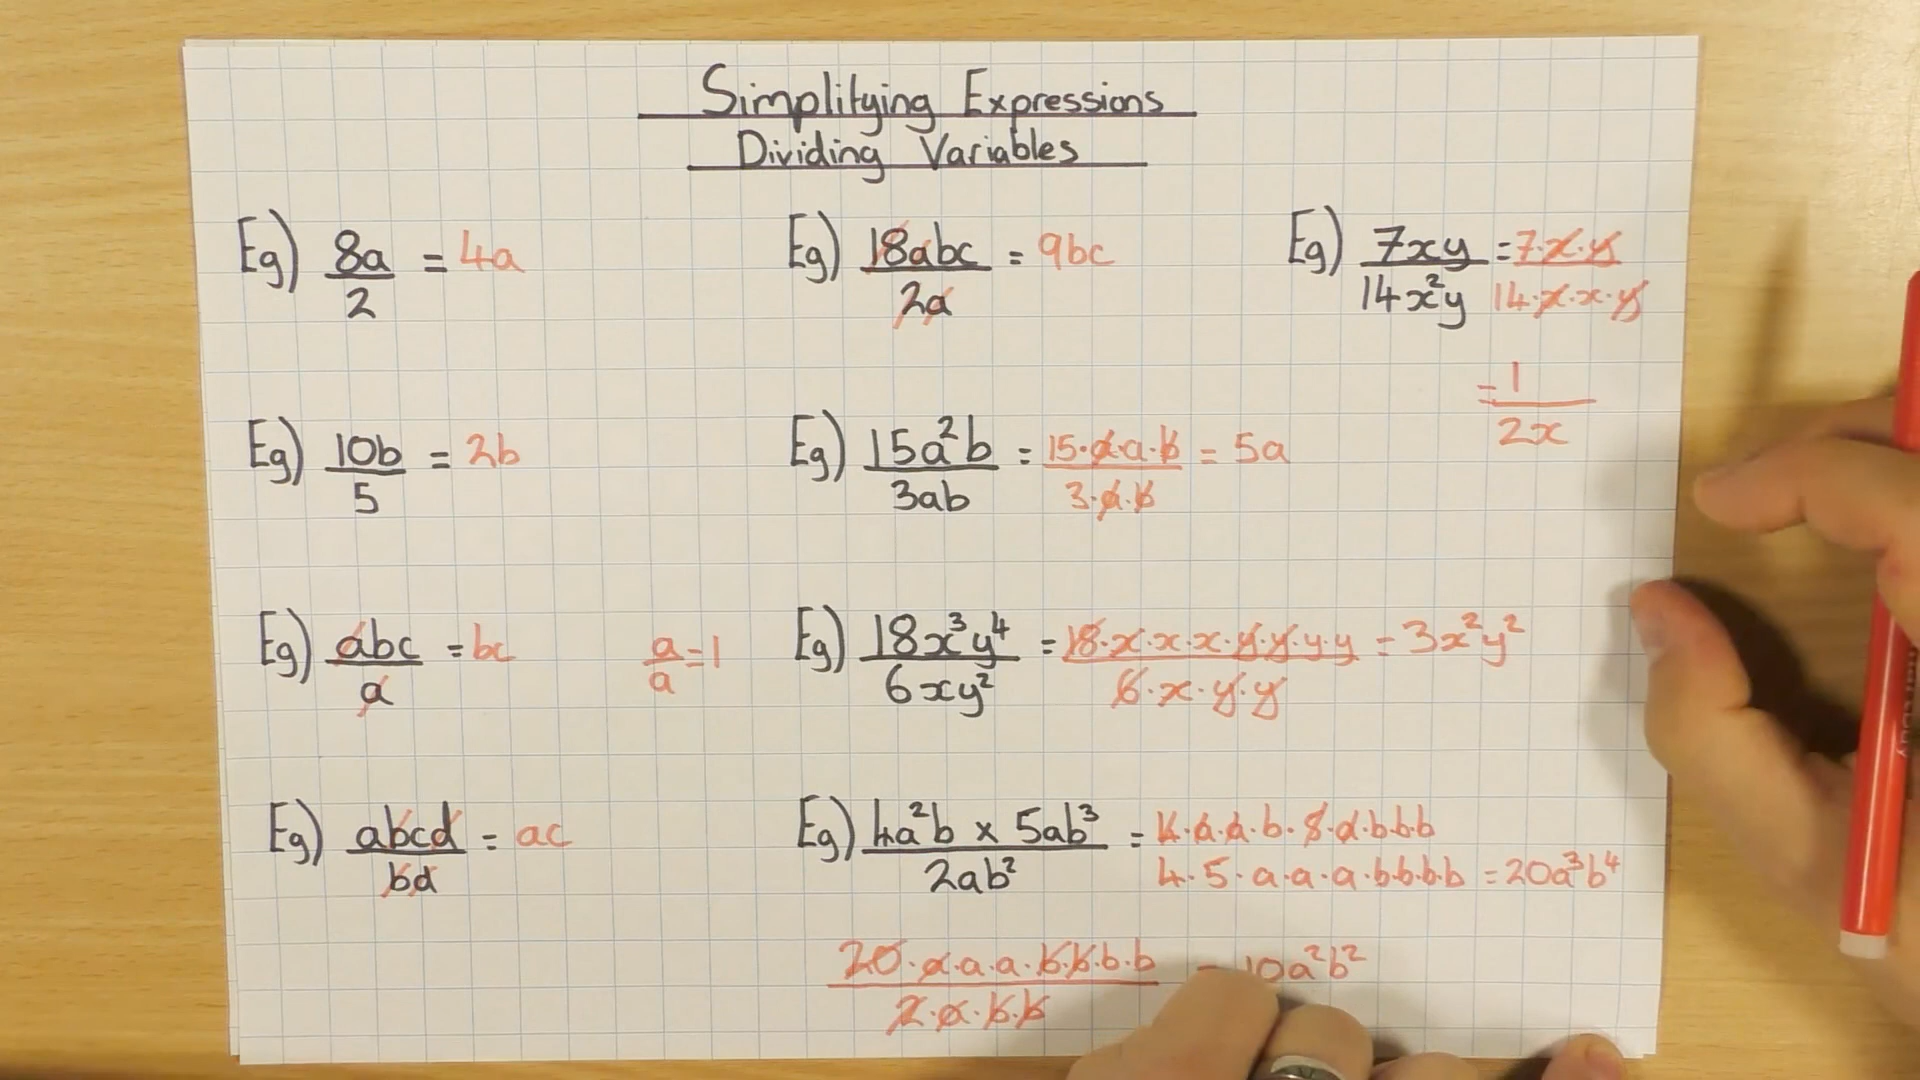 Simplifying Expressions
Dividing Variables
Eg) 8a/2 = 4a
Eg) 10b/5 = 2b
Eg) abc/a = bc
a/a = 1
Eg) abcd/bd = ac
Eg) 18abc/2a = 9bc
Eg) 15a²b/3ab = 15·a·a·b/3·a·b = 5a
Eg) 18x³y⁴/6xy² = 18·x·x·x·y·y·y·y/6·x·y·y = 3x²y²
Eg) 4a²b x 5ab³/2ab² = 4·a·a·b·5·a·b·b·b
4·5·a·a·a·b·b·b·b = 20a³b⁴
20·a·a·a·b·b·b·b/2·a·b·b = 10a²b²
Eg) 7xy/14x²y = 7·x·y/14·x·x·y
= 1/2x